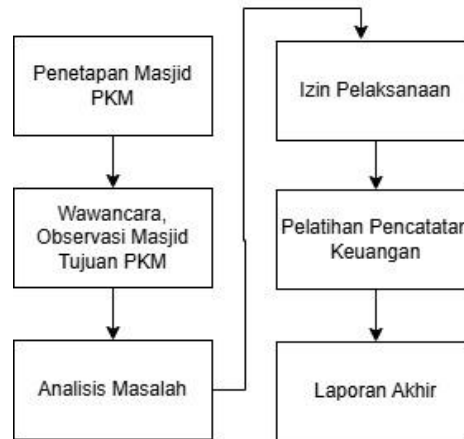 Penetapan Masjid
PKM
Wawancara,
Observasi Masjid
Tujuan PKM
Analisis Masalah
Izin Pelaksanaan
Pelatihan Pencatatan
Keuangan
Laporan Akhir